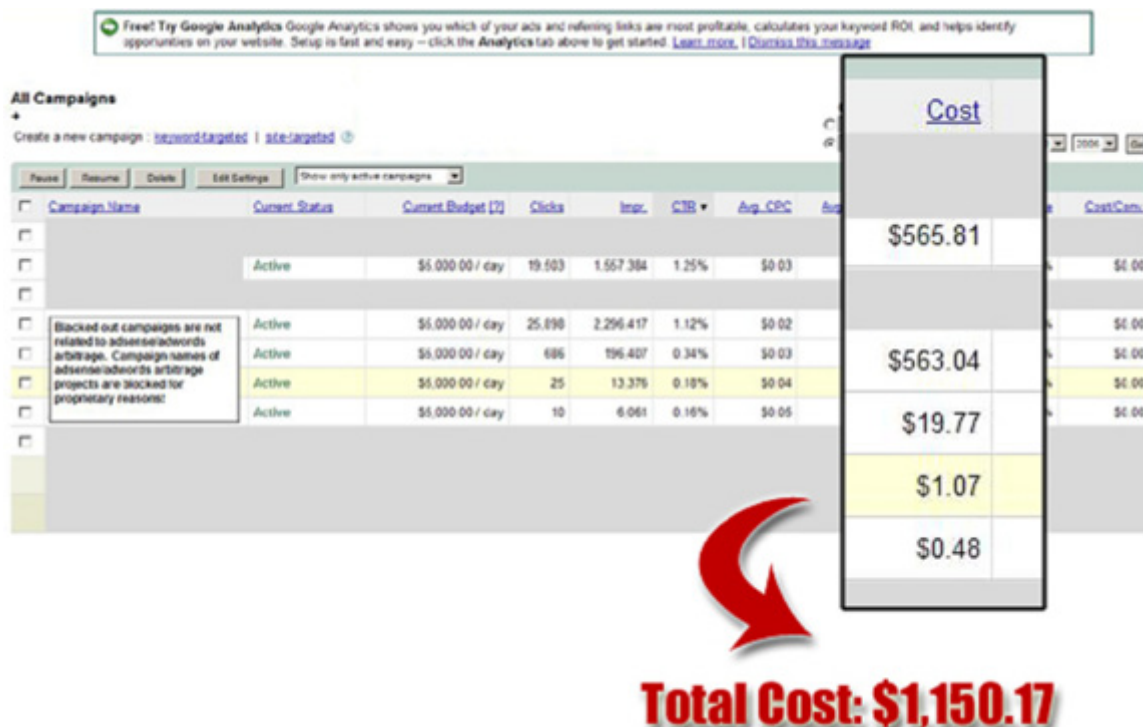 Free! Try Google Analytics Google Analytics shows you which of your ads and referring links are most profitable, calculates your keyword ROI, and helps identify
opportunities on your website. Setup is fast and easy – click the Analytics tab above to get started. Learn more. | Dismiss this message
All Campaigns
+
Create a new campaign : keyword-targeted | site-targeted
Pause Resume Delete Edit Settings Show only active campaigns
Campaign Name Current Status Current Budget [?] Clicks Impr. CTR Avg. CPC Cost Cost/Conv.
Active $5,000.00 / day 19,503 1,557,384 1.25% $0.03 $565.81
Active $5,000.00 / day 25,898 2,296,417 1.12% $0.02 $563.04
Active $5,000.00 / day 686 196,407 0.34% $0.03 $19.77
Active $5,000.00 / day 25 13,376 0.18% $0.04 $1.07
Active $5,000.00 / day 10 6,061 0.16% $0.05 $0.48
Blacked out campaigns are not
related to adsense/adwords
arbitrage. Campaign names of
adsense/adwords arbitrage
projects are blocked for
proprietary reasons!
Total Cost: $1,150.17